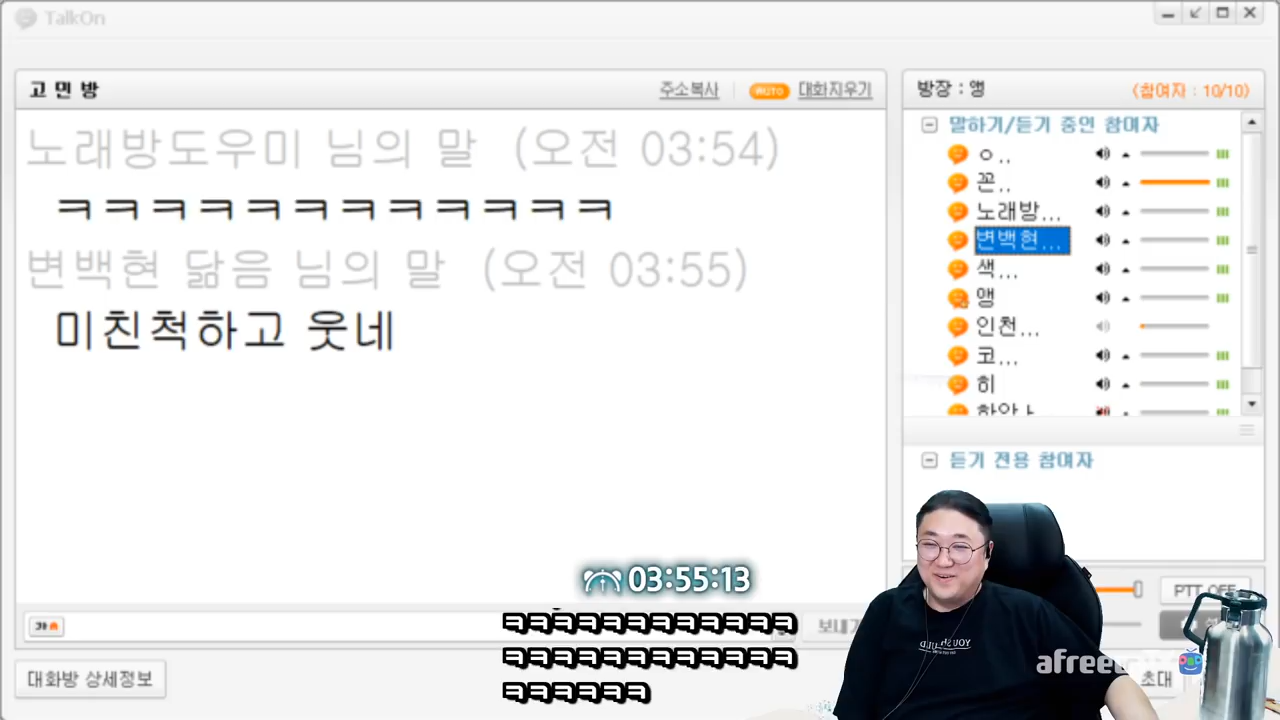 TalkOn
고민방
주소복사
AUTO
대화지우기
노래방도우미 님의 말 (오전 03:54)
ㅋㅋㅋㅋㅋㅋㅋㅋㅋㅋㅋㅋ
변백현 닮음 님의 말 (오전 03:55)
미친척하고 웃네
방장 : 앵
(참여자 : 10/10)
말하기/듣기 중인 참여자
ㅇ..
꼰..
노래방...
변백현...
색...
앵
인천...
코...
히
듣기 전용 참여자
PTT OFF
03:55:13
ㅋㅋㅋㅋㅋㅋㅋㅋㅋㅋㅋㅋ
ㅋㅋㅋㅋㅋㅋㅋㅋㅋㅋㅋㅋ
ㅋㅋㅋㅋㅋㅋ
가
보내기
대화방 상세정보
초대